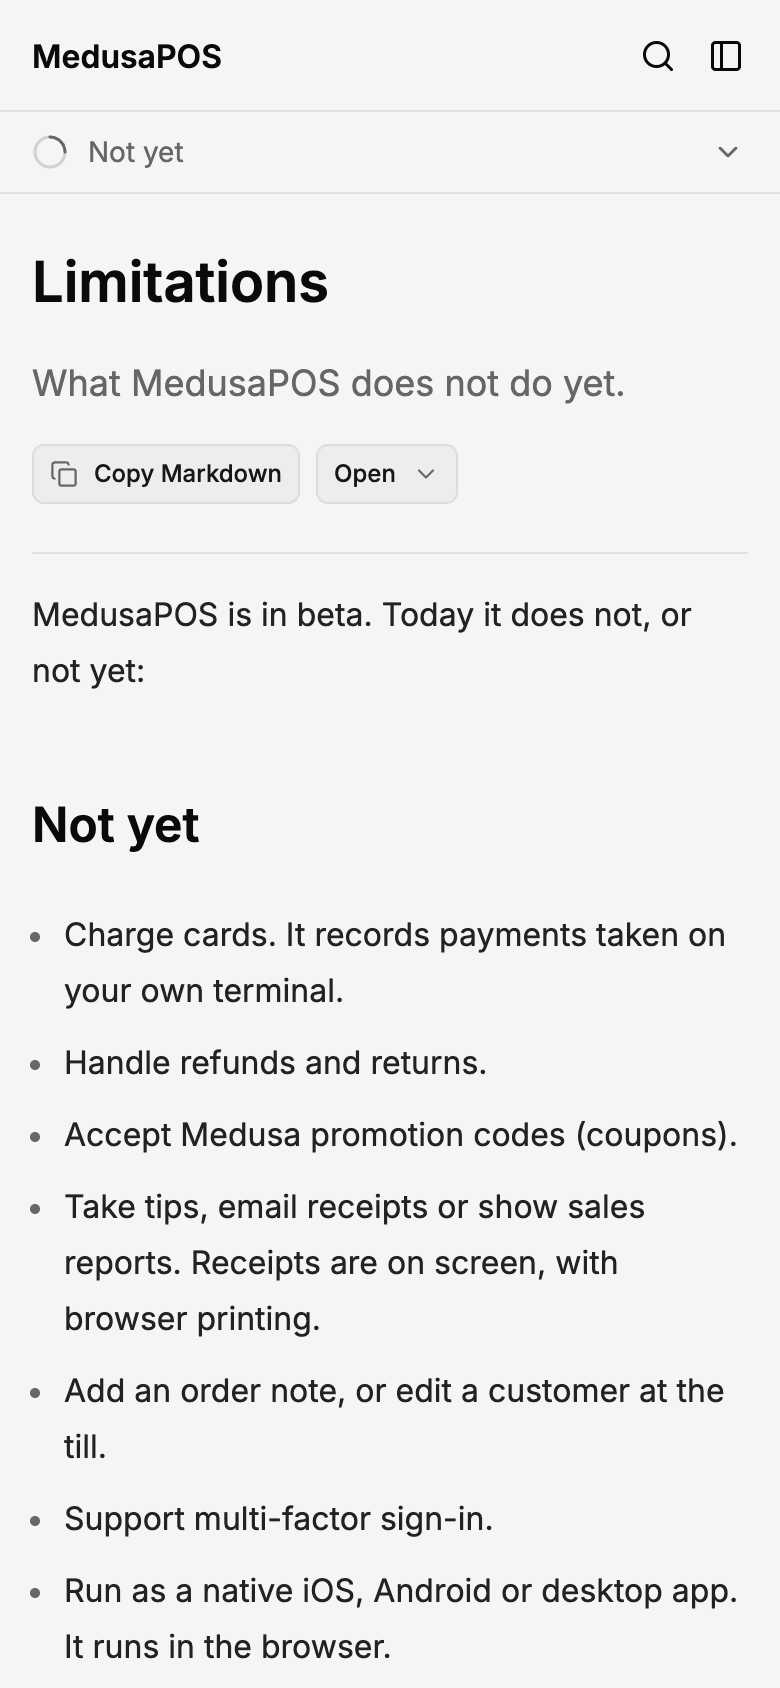 MedusaPOS
Not yet
Limitations
What MedusaPOS does not do yet.
Copy Markdown
Open
MedusaPOS is in beta. Today it does not, or
not yet:
Not yet
Charge cards. It records payments taken on
your own terminal.
Handle refunds and returns.
Accept Medusa promotion codes (coupons).
Take tips, email receipts or show sales
reports. Receipts are on screen, with
browser printing.
Add an order note, or edit a customer at the
till.
Support multi-factor sign-in.
Run as a native iOS, Android or desktop app.
It runs in the browser.